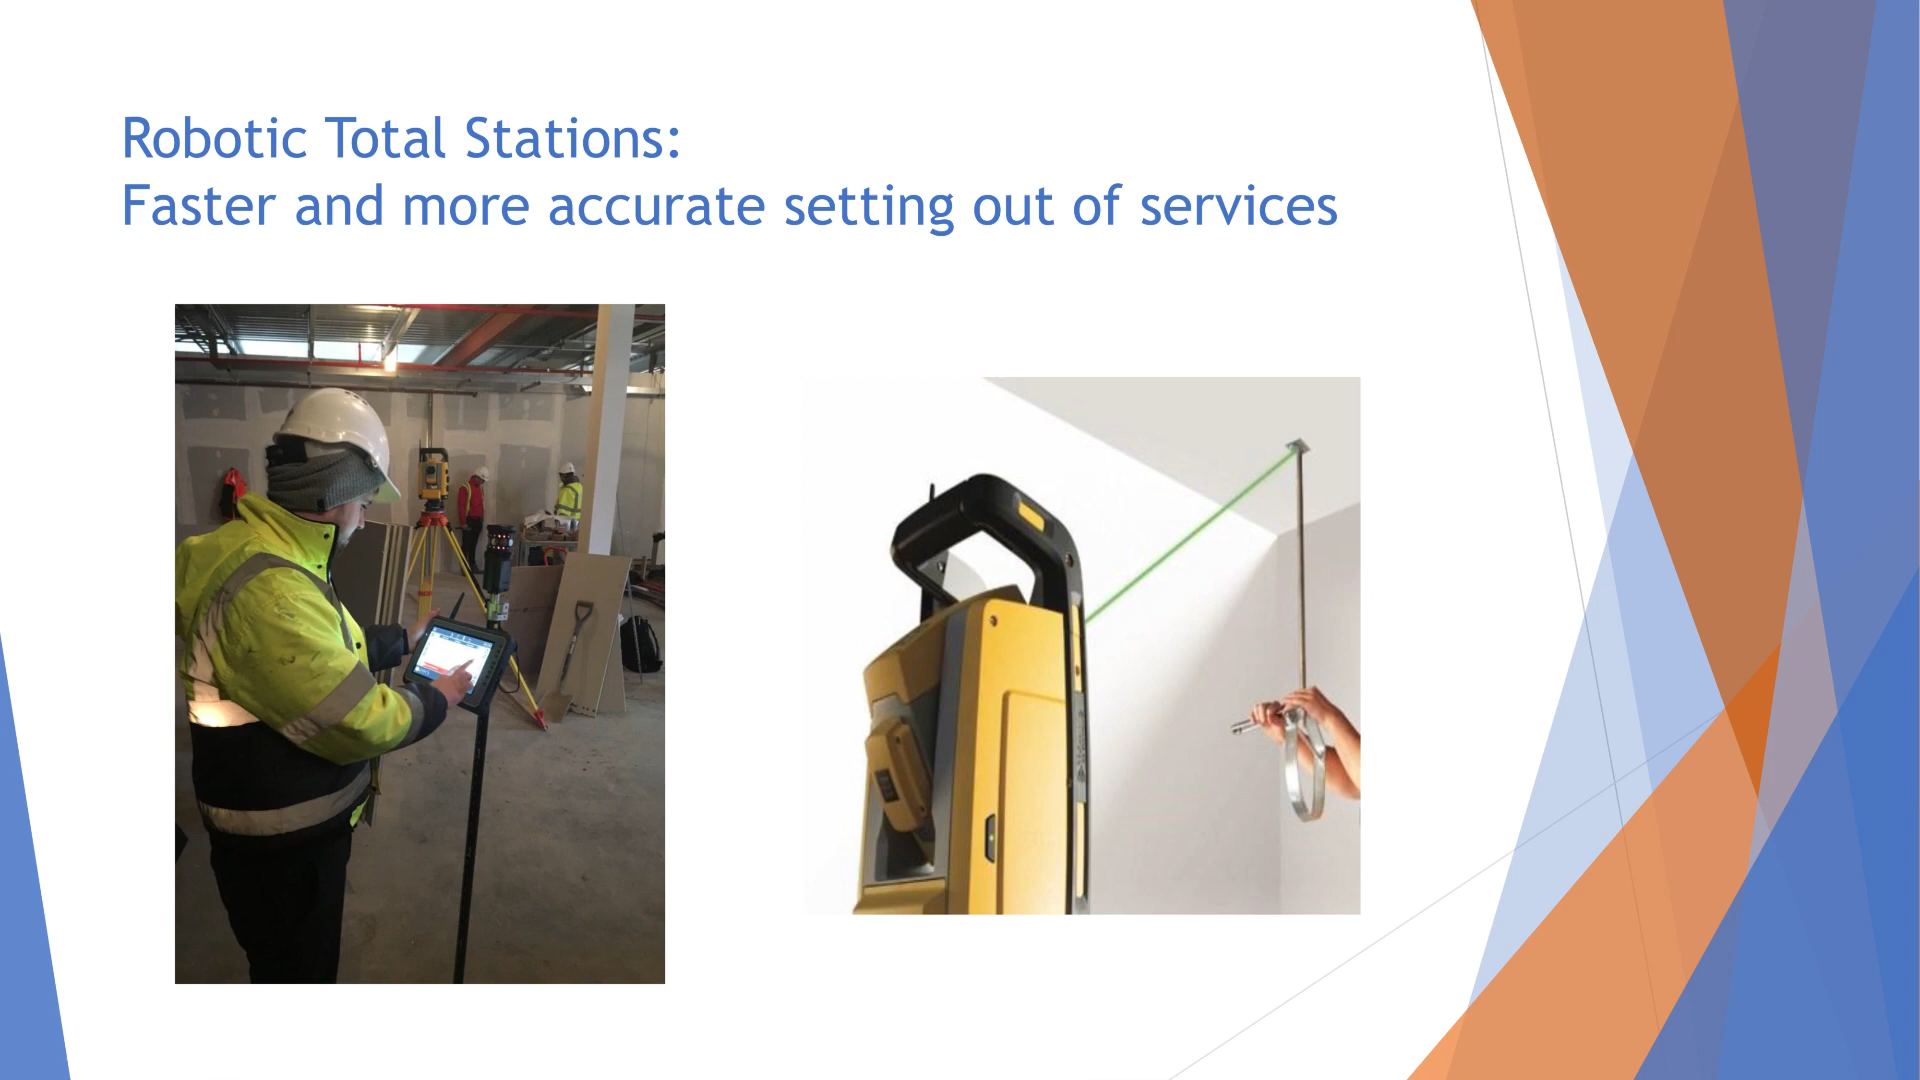 Robotic Total Stations:
Faster and more accurate setting out of services